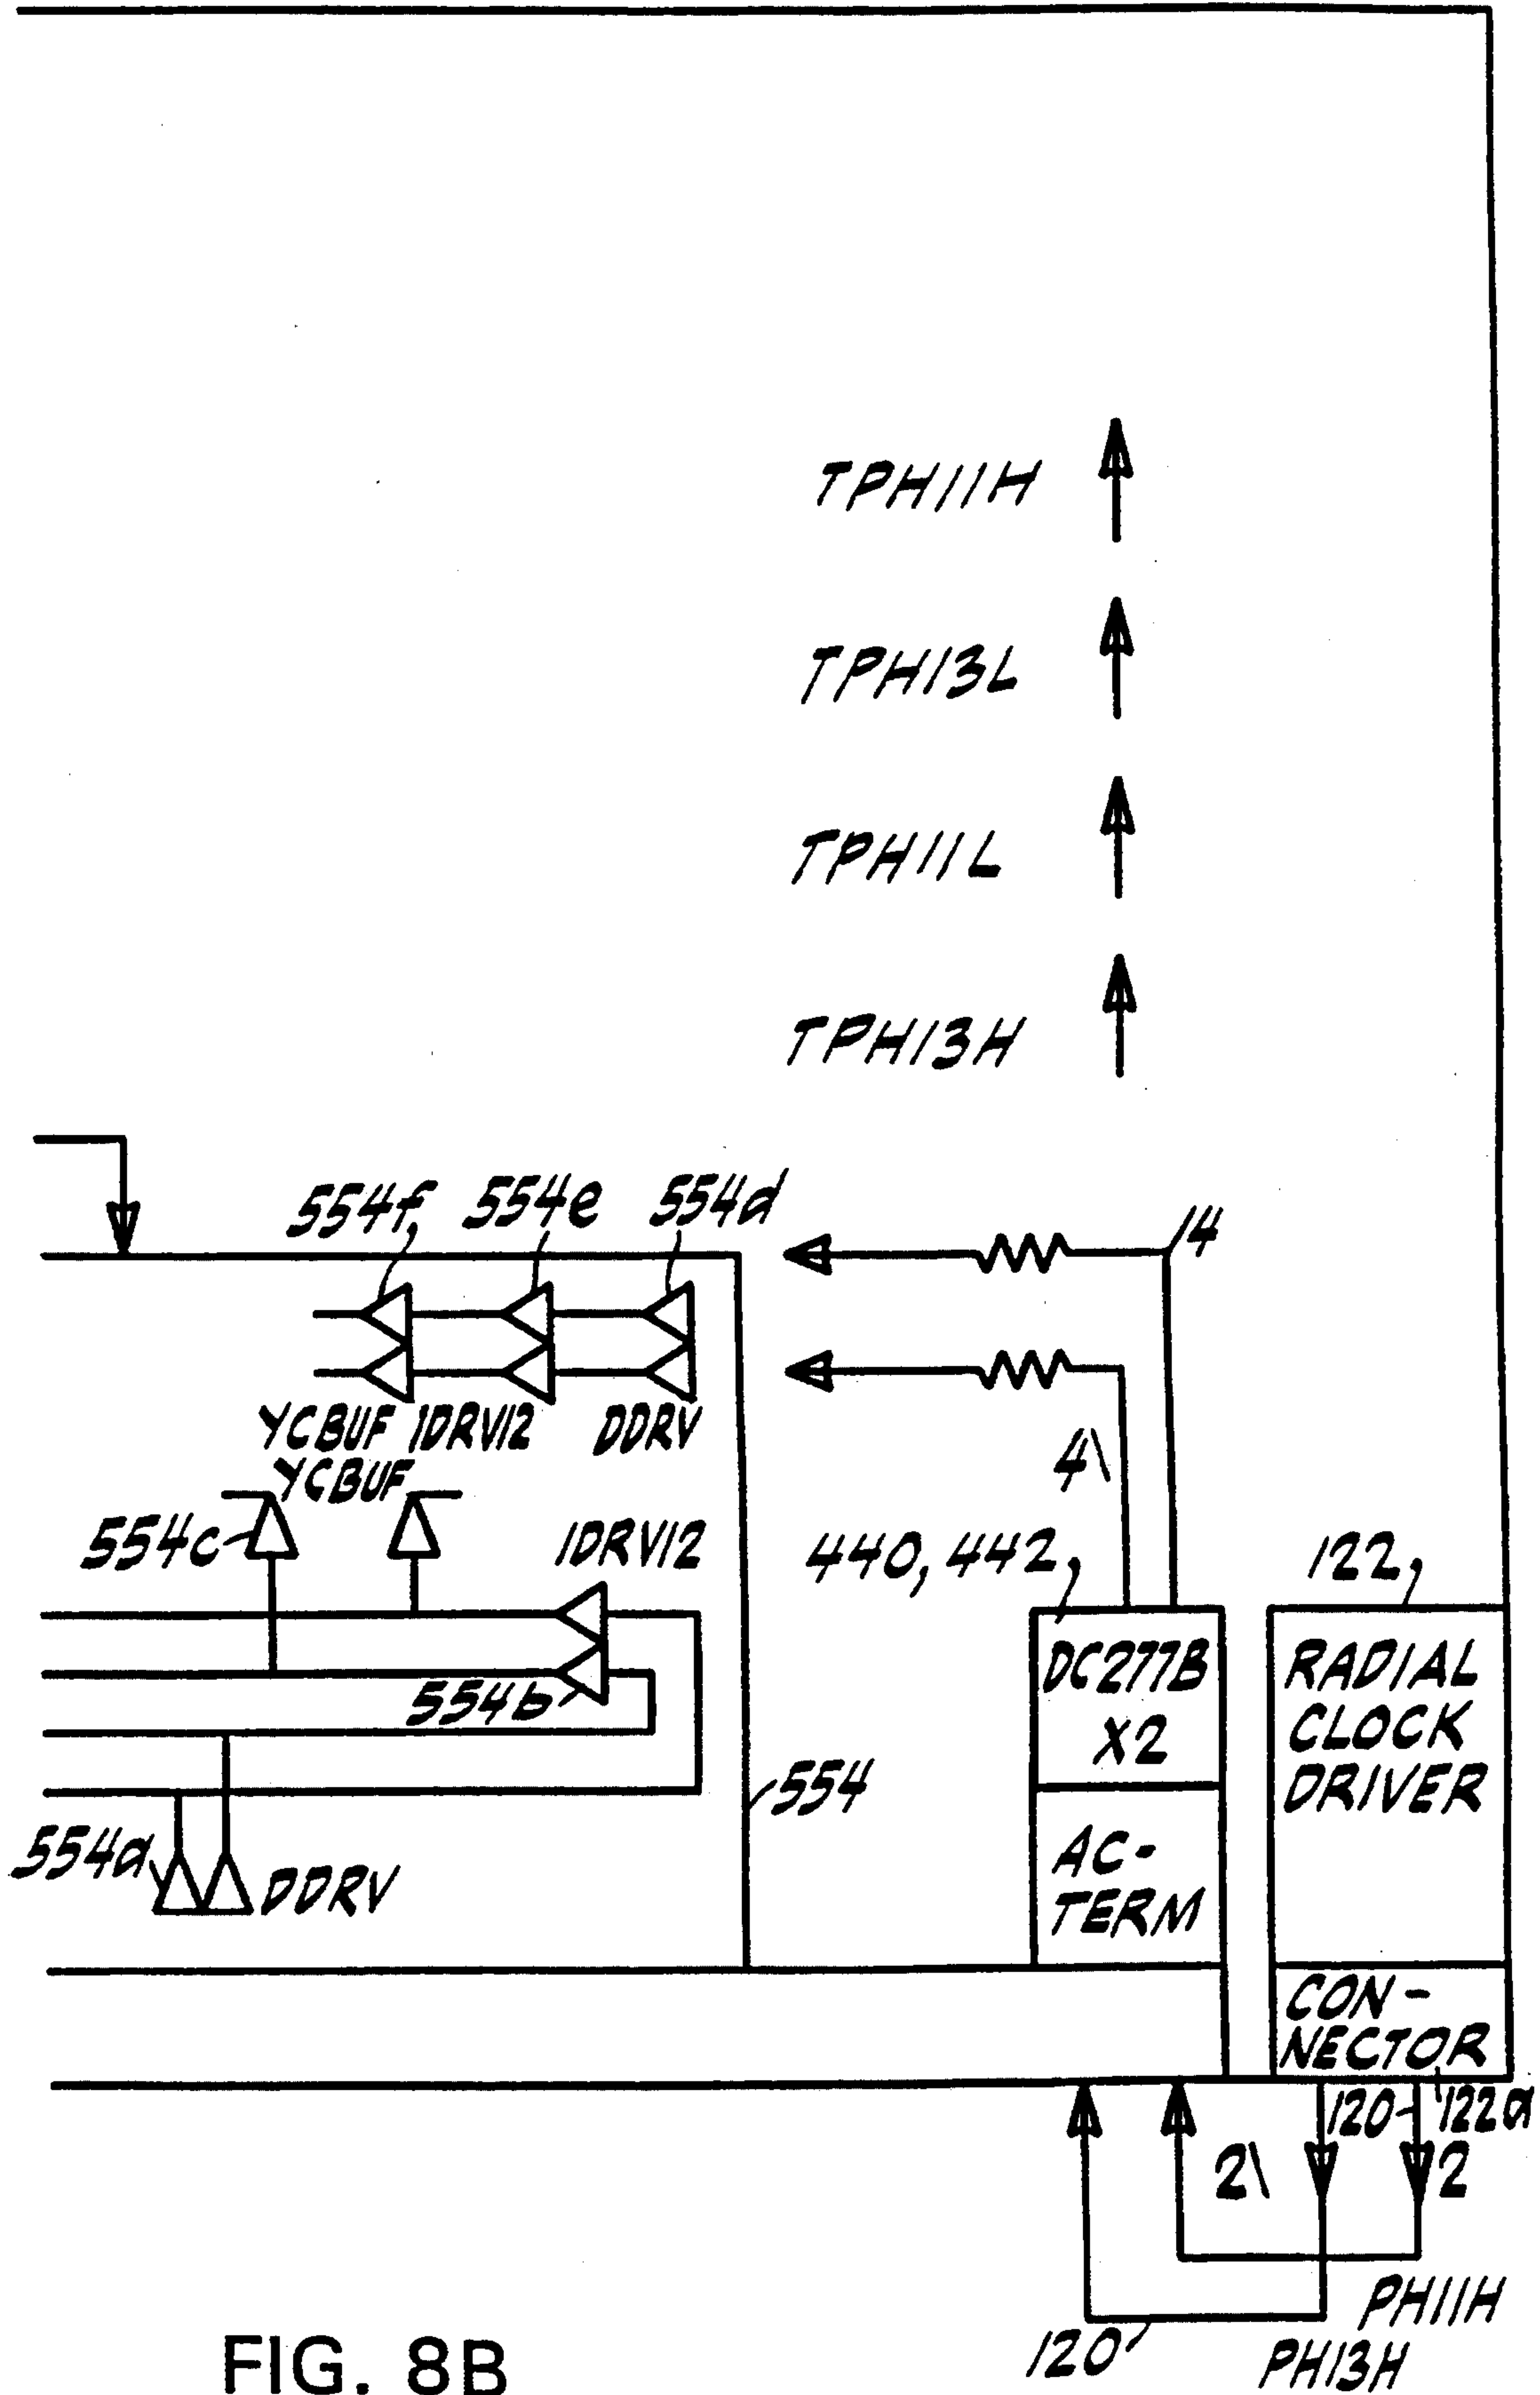 TPH11H
TPH13L
TPH11L
TPH13H
554f
554e
554d
14
YCBUF IDRV12 DDRV
YCBUF
4
554c
IDRV12
440, 442
122
DC277B
X2
RADIAL
CLOCK
DRIVER
554b
554
AC-
TERM
554a
DDRV
CON-
NECTOR
120
122a
2
2
PH11H
120'
PH13H
FIG. 8B